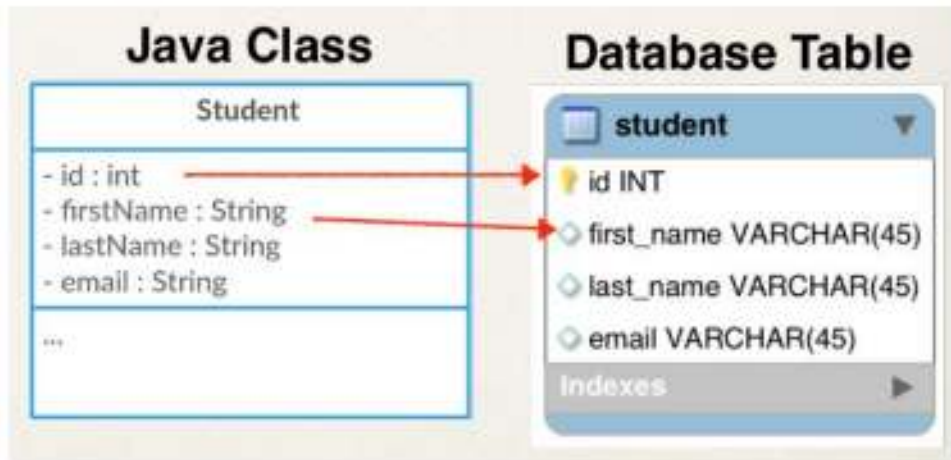 Java Class
Student
- id : int
- firstName : String
- lastName : String
- email : String
...
Database Table
student
id INT
first_name VARCHAR(45)
last_name VARCHAR(45)
email VARCHAR(45)
Indexes